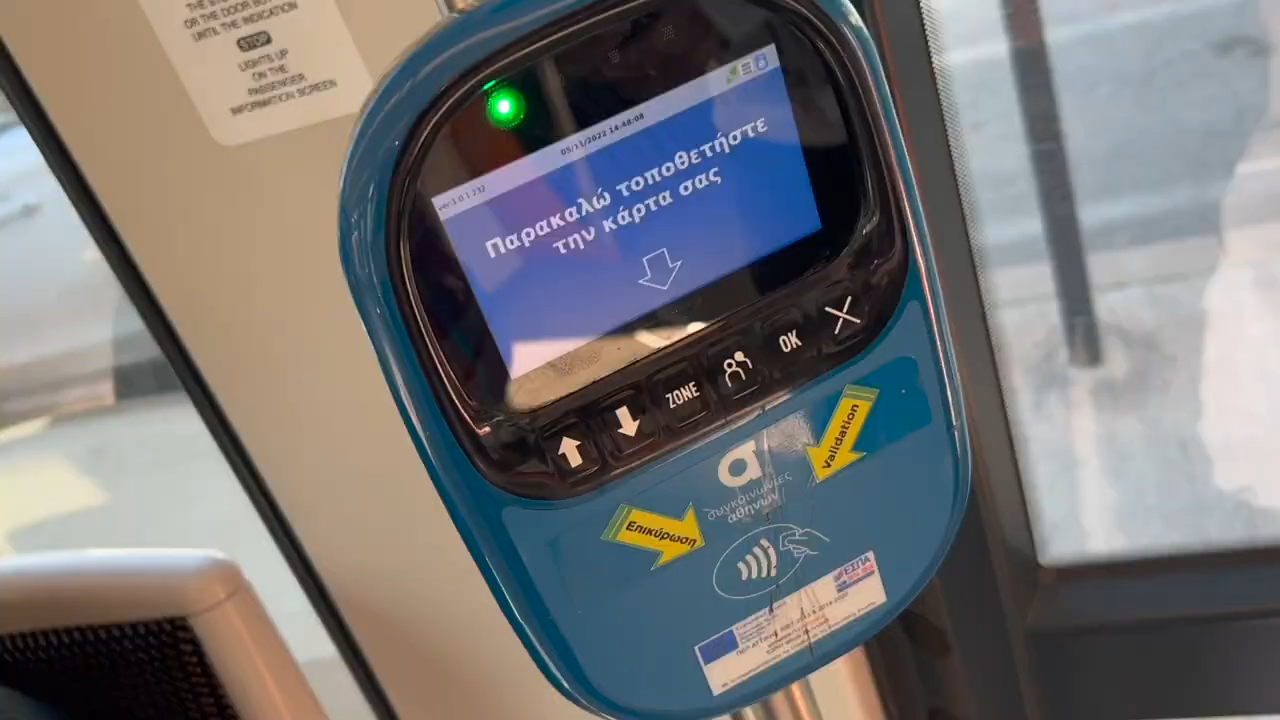 OR THE DOOR
UNTIL THE INDICATION
STOP
LIGHTS UP
ON THE
PASSENGER
INFORMATION SCREEN
05/11/2022 14:48:08
Παρακαλώ τοποθετήστε
την κάρτα σας
ZONE
OK
Validation
Επικύρωση
συγκοινωνίες
αθηνών
ΕΣΠΑ